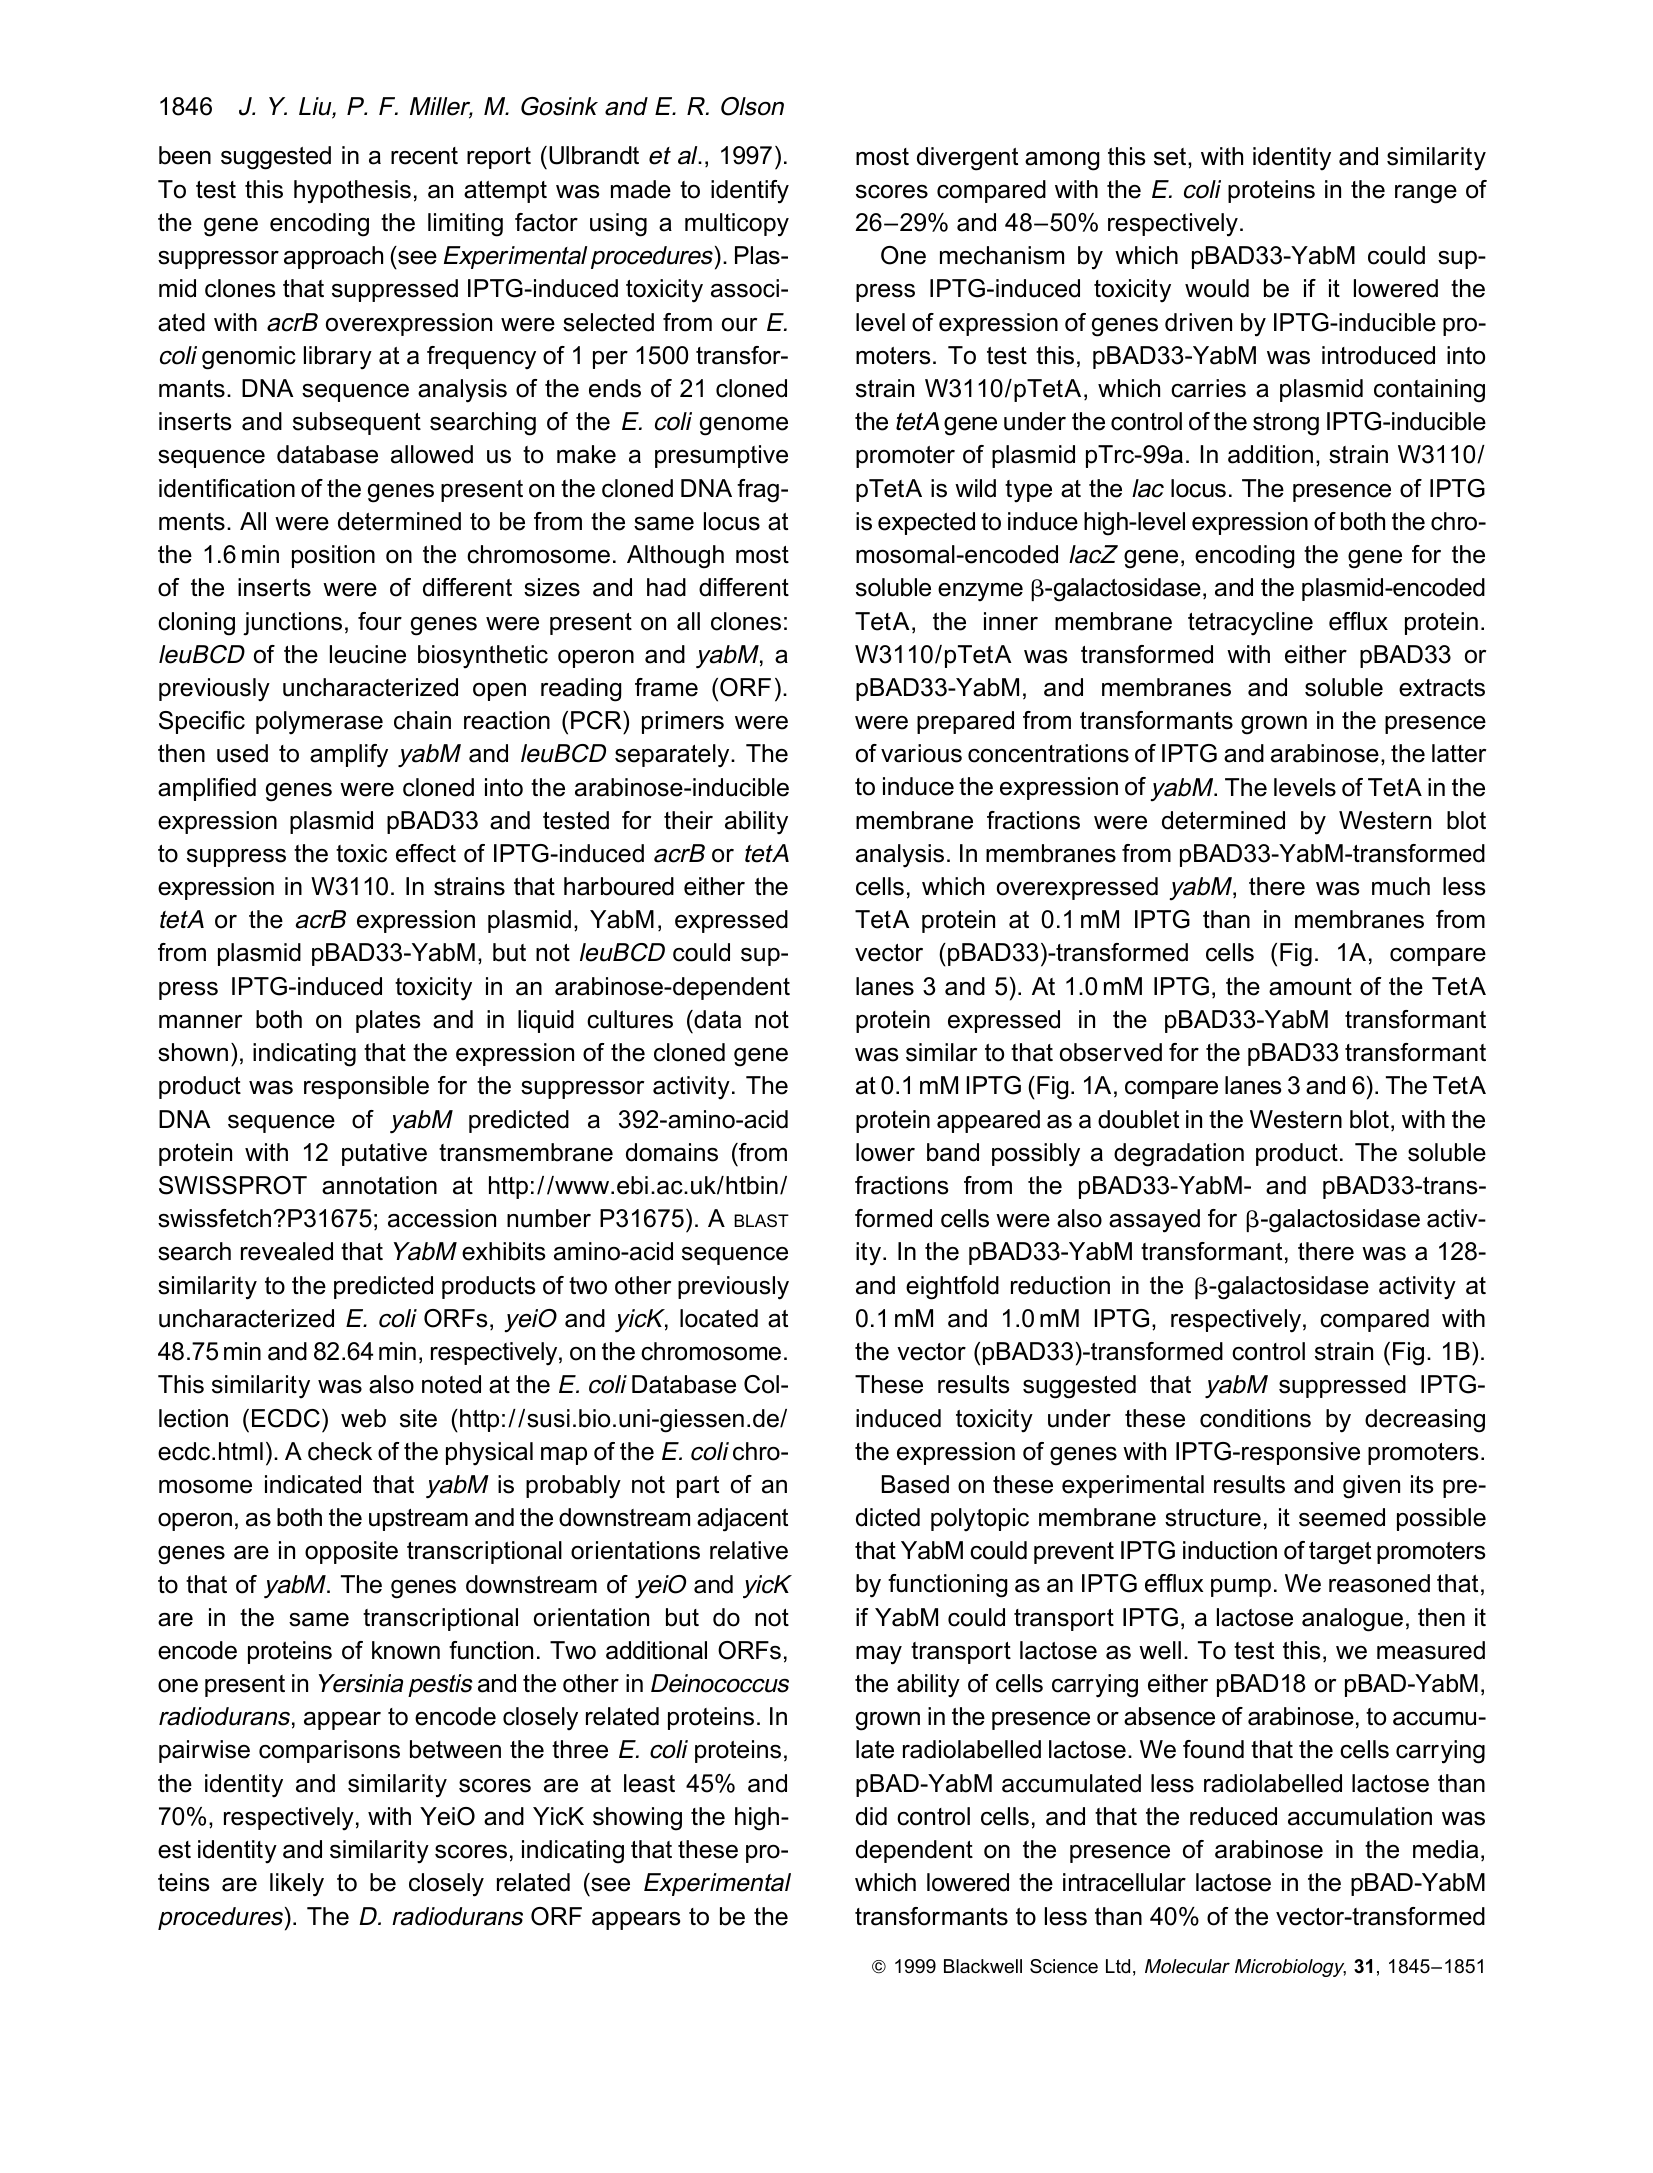 1846 J. Y. Liu, P. F. Miller, M. Gosink and E. R. Olson
been suggested in a recent report (Ulbrandt et al., 1997).
To test this hypothesis, an attempt was made to identify
the gene encoding the limiting factor using a multicopy
suppressor approach (see Experimental procedures). Plas-
mid clones that suppressed IPTG-induced toxicity associ-
ated with acrB overexpression were selected from our E.
coli genomic library at a frequency of 1 per 1500 transfor-
mants. DNA sequence analysis of the ends of 21 cloned
inserts and subsequent searching of the E. coli genome
sequence database allowed us to make a presumptive
identification of the genes present on the cloned DNA frag-
ments. All were determined to be from the same locus at
the 1.6 min position on the chromosome. Although most
of the inserts were of different sizes and had different
cloning junctions, four genes were present on all clones:
leuBCD of the leucine biosynthetic operon and yabM, a
previously uncharacterized open reading frame (ORF).
Specific polymerase chain reaction (PCR) primers were
then used to amplify yabM and leuBCD separately. The
amplified genes were cloned into the arabinose-inducible
expression plasmid pBAD33 and tested for their ability
to suppress the toxic effect of IPTG-induced acrB or tetA
expression in W3110. In strains that harboured either the
tetA or the acrB expression plasmid, YabM, expressed
from plasmid pBAD33-YabM, but not leuBCD could sup-
press IPTG-induced toxicity in an arabinose-dependent
manner both on plates and in liquid cultures (data not
shown), indicating that the expression of the cloned gene
product was responsible for the suppressor activity. The
DNA sequence of yabM predicted a 392-amino-acid
protein with 12 putative transmembrane domains (from
SWISSPROT annotation at http://www.ebi.ac.uk/htbin/
swissfetch?P31675; accession number P31675). A BLAST
search revealed that YabM exhibits amino-acid sequence
similarity to the predicted products of two other previously
uncharacterized E. coli ORFs, yeiO and yicK, located at
48.75 min and 82.64 min, respectively, on the chromosome.
This similarity was also noted at the E. coli Database Col-
lection (ECDC) web site (http://susi.bio.uni-giessen.de/
ecdc.html). A check of the physical map of the E. coli chro-
mosome indicated that yabM is probably not part of an
operon, as both the upstream and the downstream adjacent
genes are in opposite transcriptional orientations relative
to that of yabM. The genes downstream of yeiO and yicK
are in the same transcriptional orientation but do not
encode proteins of known function. Two additional ORFs,
one present in Yersinia pestis and the other in Deinococcus
radiodurans, appear to encode closely related proteins. In
pairwise comparisons between the three E. coli proteins,
the identity and similarity scores are at least 45% and
70%, respectively, with YeiO and YicK showing the high-
est identity and similarity scores, indicating that these pro-
teins are likely to be closely related (see Experimental
procedures). The D. radiodurans ORF appears to be the
most divergent among this set, with identity and similarity
scores compared with the E. coli proteins in the range of
26–29% and 48–50% respectively.
One mechanism by which pBAD33-YabM could sup-
press IPTG-induced toxicity would be if it lowered the
level of expression of genes driven by IPTG-inducible pro-
moters. To test this, pBAD33-YabM was introduced into
strain W3110/pTetA, which carries a plasmid containing
the tetA gene under the control of the strong IPTG-inducible
promoter of plasmid pTrc-99a. In addition, strain W3110/
pTetA is wild type at the lac locus. The presence of IPTG
is expected to induce high-level expression of both the chro-
mosomal-encoded lacZ gene, encoding the gene for the
soluble enzyme β-galactosidase, and the plasmid-encoded
TetA, the inner membrane tetracycline efflux protein.
W3110/pTetA was transformed with either pBAD33 or
pBAD33-YabM, and membranes and soluble extracts
were prepared from transformants grown in the presence
of various concentrations of IPTG and arabinose, the latter
to induce the expression of yabM. The levels of TetA in the
membrane fractions were determined by Western blot
analysis. In membranes from pBAD33-YabM-transformed
cells, which overexpressed yabM, there was much less
TetA protein at 0.1 mM IPTG than in membranes from
vector (pBAD33)-transformed cells (Fig. 1A, compare
lanes 3 and 5). At 1.0 mM IPTG, the amount of the TetA
protein expressed in the pBAD33-YabM transformant
was similar to that observed for the pBAD33 transformant
at 0.1 mM IPTG (Fig. 1A, compare lanes 3 and 6). The TetA
protein appeared as a doublet in the Western blot, with the
lower band possibly a degradation product. The soluble
fractions from the pBAD33-YabM- and pBAD33-trans-
formed cells were also assayed for β-galactosidase activ-
ity. In the pBAD33-YabM transformant, there was a 128-
and eightfold reduction in the β-galactosidase activity at
0.1 mM and 1.0 mM IPTG, respectively, compared with
the vector (pBAD33)-transformed control strain (Fig. 1B).
These results suggested that yabM suppressed IPTG-
induced toxicity under these conditions by decreasing
the expression of genes with IPTG-responsive promoters.
Based on these experimental results and given its pre-
dicted polytopic membrane structure, it seemed possible
that YabM could prevent IPTG induction of target promoters
by functioning as an IPTG efflux pump. We reasoned that,
if YabM could transport IPTG, a lactose analogue, then it
may transport lactose as well. To test this, we measured
the ability of cells carrying either pBAD18 or pBAD-YabM,
grown in the presence or absence of arabinose, to accumu-
late radiolabelled lactose. We found that the cells carrying
pBAD-YabM accumulated less radiolabelled lactose than
did control cells, and that the reduced accumulation was
dependent on the presence of arabinose in the media,
which lowered the intracellular lactose in the pBAD-YabM
transformants to less than 40% of the vector-transformed
© 1999 Blackwell Science Ltd, Molecular Microbiology, 31, 1845–1851